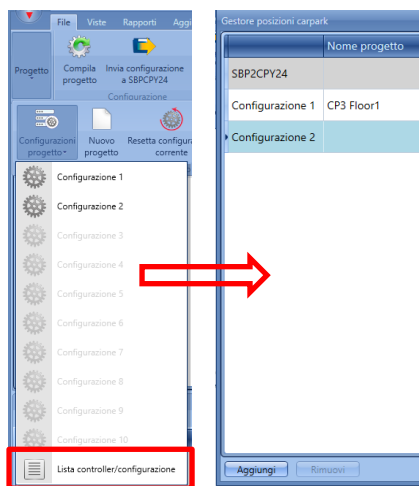 File Viste Rapporti Aggi
Progetto
Compila progetto
Invia configurazione a SBPCPY24
Configurazione
Configurazioni progetto
Nuovo progetto
Resetta configura corrente
Configurazione 1
Configurazione 2
Configurazione 3
Configurazione 4
Configurazione 5
Configurazione 6
Configurazione 7
Configurazione 8
Configurazione 9
Configurazione 10
Lista controller/configurazione
Gestore posizioni carpark
Nome progetto
SBP2CPY24
Configurazione 1 CP3 Floor1
Configurazione 2
Aggiungi Rimuovi